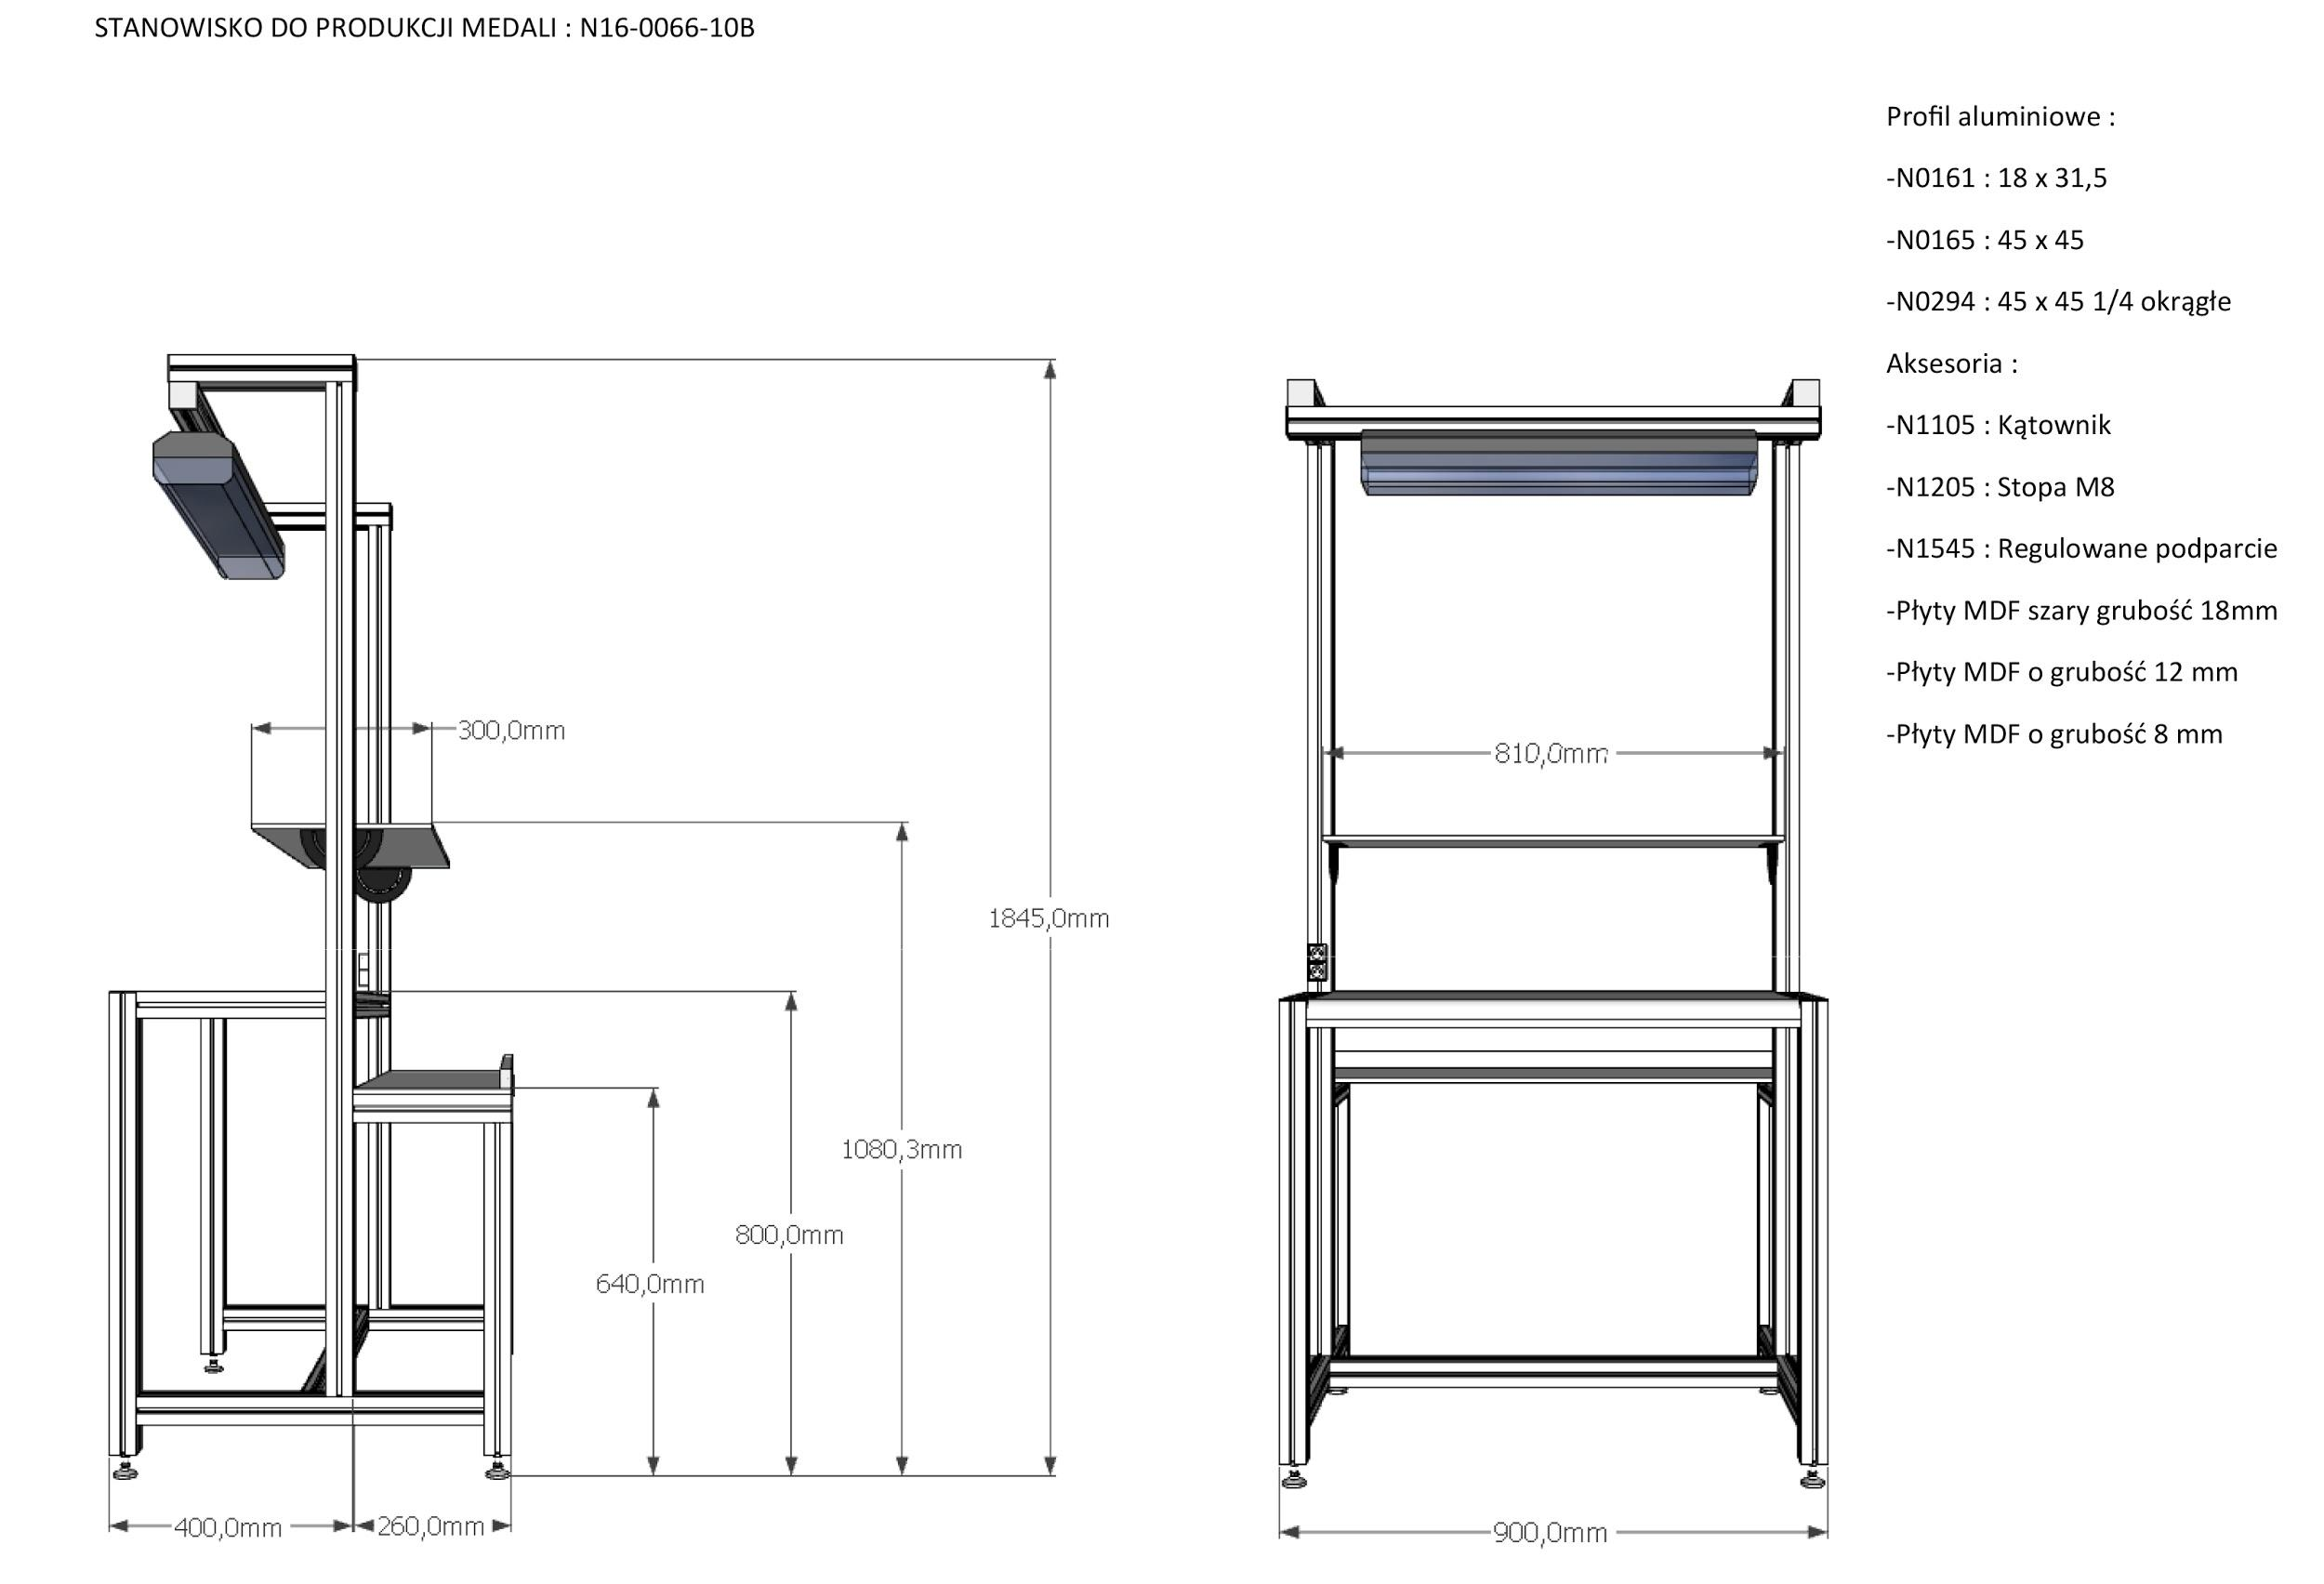 STANOWISKO DO PRODUKCJI MEDALI : N16-0066-10B
Profil aluminiowe :
-N0161 : 18 x 31,5
-N0165 : 45 x 45
-N0294 : 45 x 45 1/4 okrągłe
Aksesoria :
-N1105 : Kątownik
-N1205 : Stopa M8
-N1545 : Regulowane podparcie
-Płyty MDF szary grubość 18mm
-Płyty MDF o grubość 12 mm
-Płyty MDF o grubość 8 mm
300,0mm
810,0mm
1845,0mm
1080,3mm
800,0mm
640,0mm
400,0mm
260,0mm
900,0mm